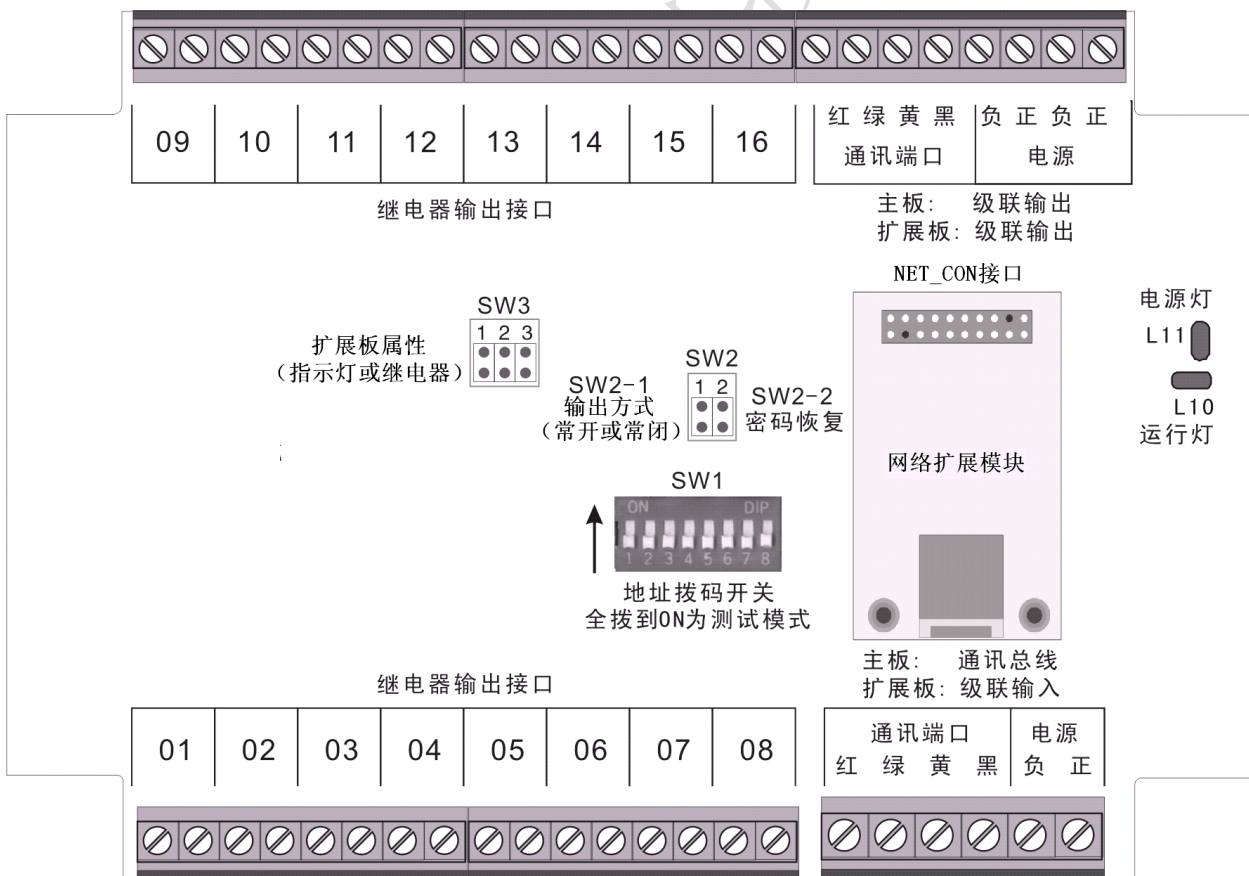 09 10 11 12 13 14 15 16
红 绿 黄 黑 负 正 负 正
通讯端口 电源
继电器输出接口
主板: 级联输出
扩展板: 级联输出
NET_CON接口
SW3
1 2 3
扩展板属性
(指示灯或继电器)
电源灯
L11
L10
运行灯
SW2
1 2
SW2-1
输出方式
(常开或常闭)
SW2-2
密码恢复
网络扩展模块
SW1
ON DIP
1 2 3 4 5 6 7 8
地址拨码开关
全拨到ON为测试模式
主板: 通讯总线
扩展板: 级联输入
继电器输出接口
01 02 03 04 05 06 07 08
通讯端口 电源
红 绿 黄 黑 负 正